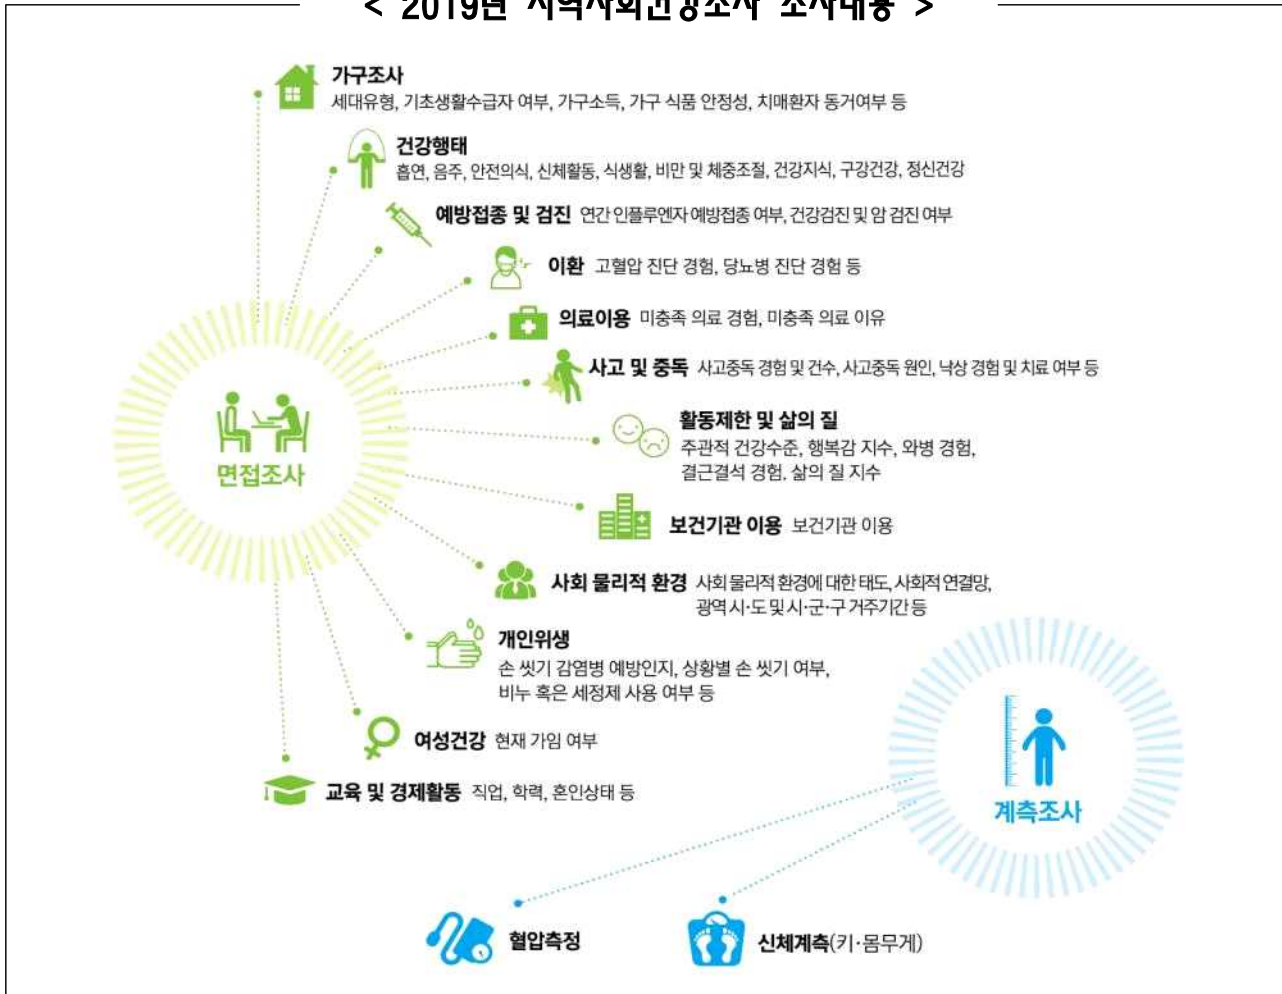 < 2019년 지역사회건강조사 조사내용 >
가구조사
세대유형, 기초생활수급자 여부, 가구소득, 가구 식품 안정성, 치매환자 동거여부 등
건강행태
흡연, 음주, 안전의식, 신체활동, 식생활, 비만 및 체중조절, 건강지식, 구강건강, 정신건강
예방접종 및 검진 연간 인플루엔자 예방접종 여부, 건강검진 및 암 검진 여부
이환 고혈압 진단 경험, 당뇨병 진단 경험 등
의료이용 미충족 의료 경험, 미충족 의료 이유
사고 및 중독 사고중독 경험 및 건수, 사고중독 원인, 낙상 경험 및 치료 여부 등
활동제한 및 삶의 질
주관적 건강수준, 행복감 지수, 와병 경험,
결근결석 경험, 삶의 질 지수
면접조사
보건기관 이용 보건기관 이용
사회 물리적 환경 사회 물리적 환경에 대한 태도, 사회적 연결망,
광역 시·도 및 시·군·구 거주기간 등
개인위생
손 씻기 감염병 예방인지, 상황별 손 씻기 여부,
비누 혹은 세정제 사용 여부 등
여성건강 현재 가임 여부
교육 및 경제활동 직업, 학력, 혼인상태 등
계측조사
혈압측정
신체계측(키·몸무게)